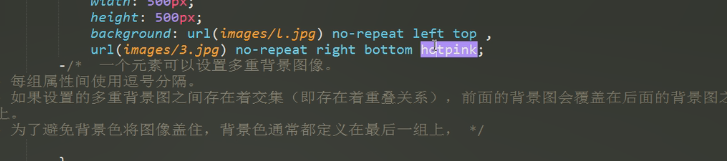 width: 500px;
height: 500px;
background: url(images/l.jpg) no-repeat left top ,
url(images/3.jpg) no-repeat right bottom hotpink;
-/* 一个元素可以设置多重背景图像。
每组属性间使用逗号分隔。
如果设置的多重背景图之间存在着交集（即存在着重叠关系），前面的背景图会覆盖在后面的背景图之
上。
为了避免背景色将图像盖住，背景色通常都定义在最后一组上， */
}